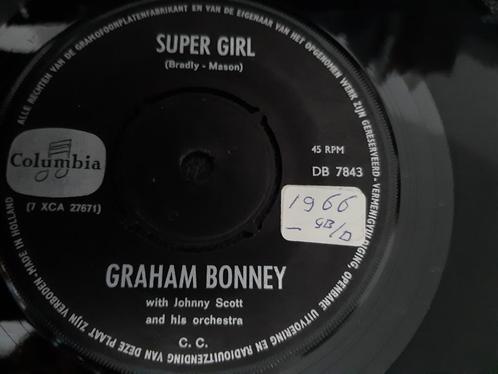 ALLE RECHTEN VAN DE GRAMOFOONPLATENFABRIKANT EN VAN DE EIGENAAR VAN HET OPGENOMEN WERK ZIJN GERESERVEERD - VERMENIGVULDIGING, OPENBARE UITVOERING EN RADIOUITZENDING VAN DEZE PLAAT ZIJN VERBODEN - MADE IN HOLLAND
SUPER GIRL
(Bradly - Mason)
Columbia
(7 XCA 27671)
45 RPM
DB 7843
1966
- GB/D
GRAHAM BONNEY
with Johnny Scott
and his orchestra
C. C.